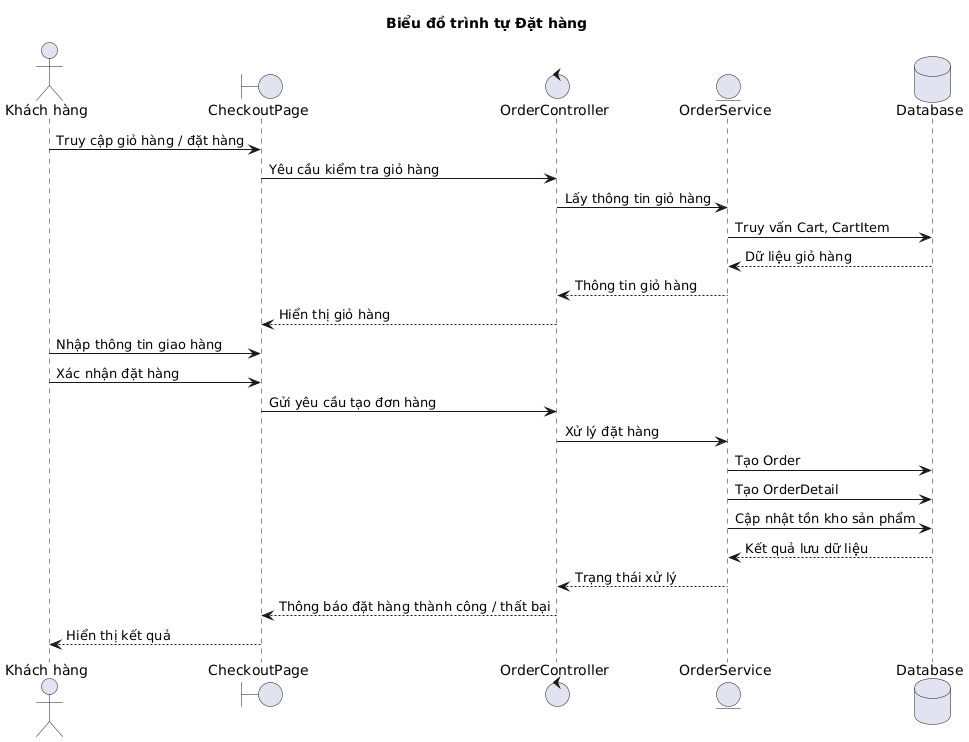 Biểu đồ trình tự Đặt hàng
Khách hàng
CheckoutPage
OrderController
OrderService
Database
Truy cập giỏ hàng / đặt hàng
Yêu cầu kiểm tra giỏ hàng
Lấy thông tin giỏ hàng
Truy vấn Cart, CartItem
Dữ liệu giỏ hàng
Thông tin giỏ hàng
Hiển thị giỏ hàng
Nhập thông tin giao hàng
Xác nhận đặt hàng
Gửi yêu cầu tạo đơn hàng
Xử lý đặt hàng
Tạo Order
Tạo OrderDetail
Cập nhật tồn kho sản phẩm
Kết quả lưu dữ liệu
Trạng thái xử lý
Thông báo đặt hàng thành công / thất bại
Hiển thị kết quả
Khách hàng
CheckoutPage
OrderController
OrderService
Database